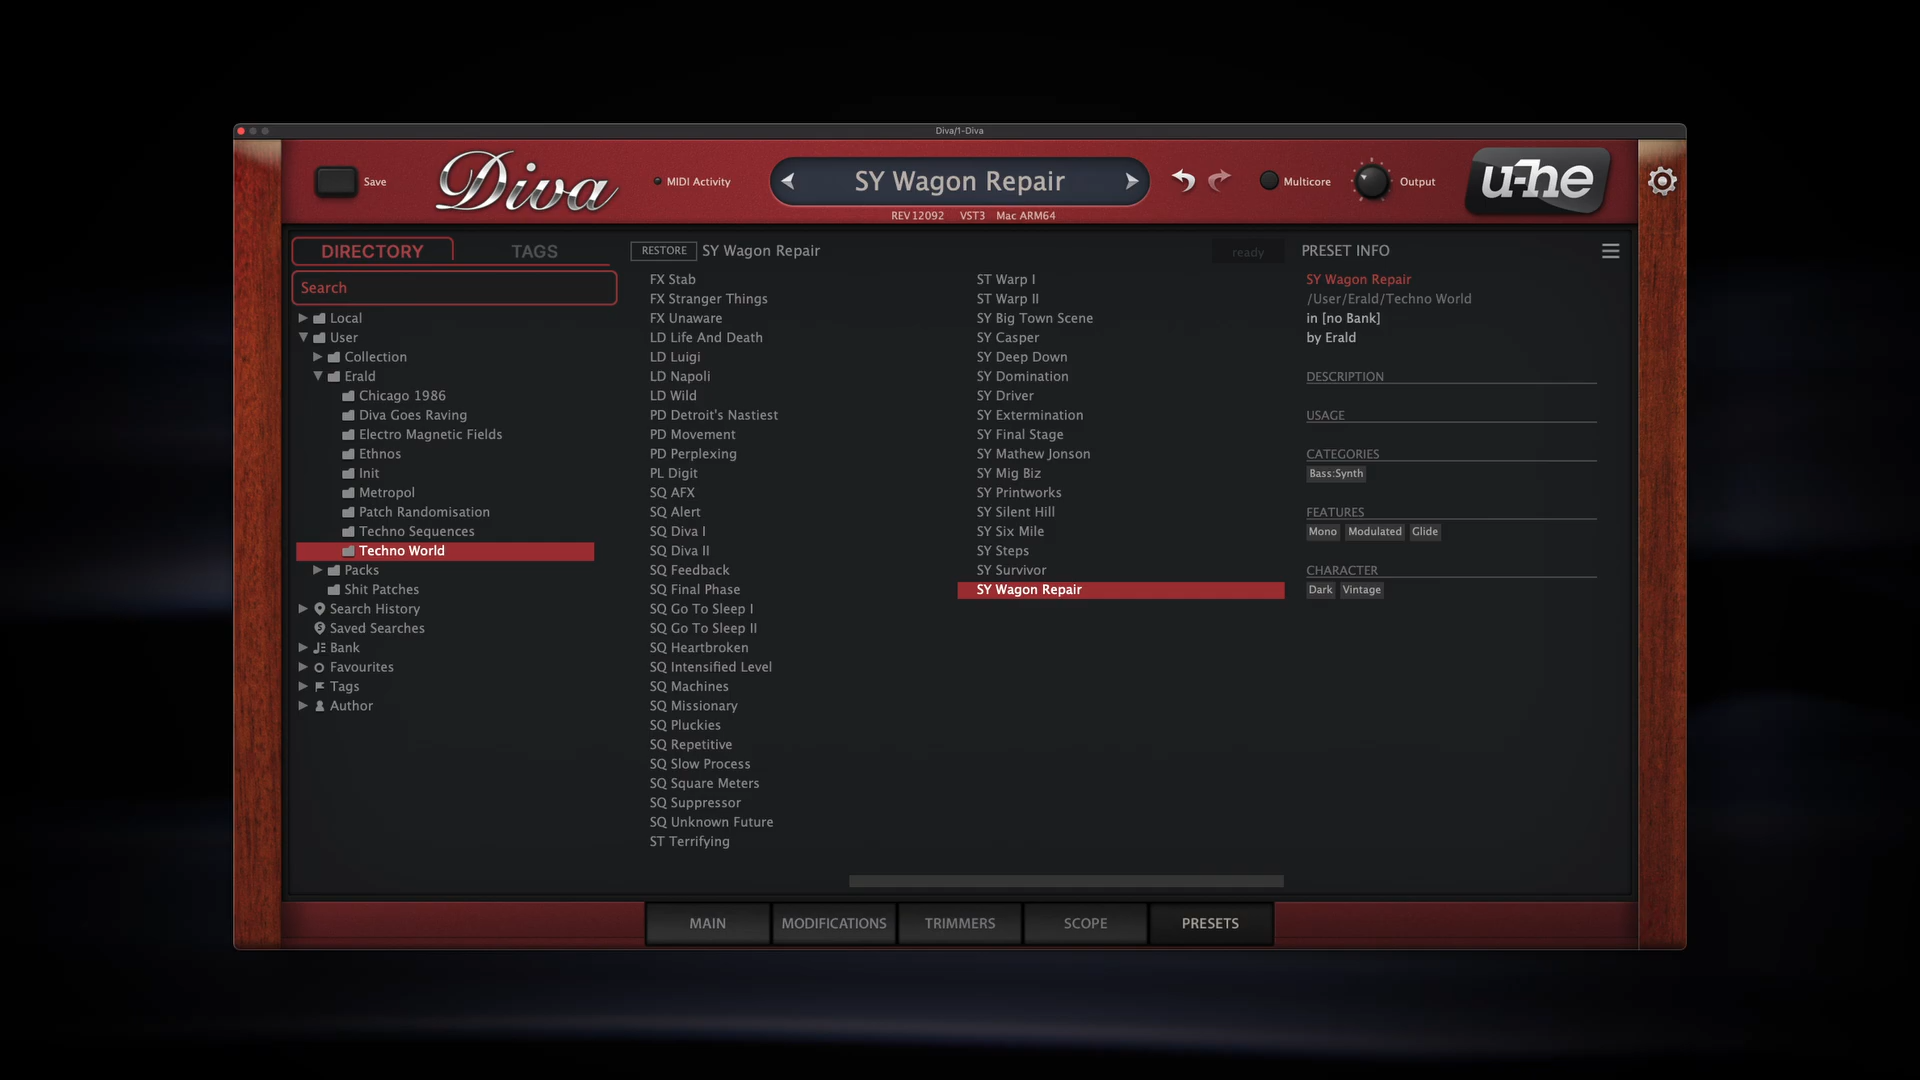 Diva/1-Diva
Save
Diva
MIDI Activity
SY Wagon Repair
Multicore
Output
u-he
REV 12092 VST3 Mac ARM64
DIRECTORY
TAGS
Search
Local
User
Collection
Erald
Chicago 1986
Diva Goes Raving
Electro Magnetic Fields
Ethnos
Init
Metropol
Patch Randomisation
Techno Sequences
Techno World
Packs
Shit Patches
Search History
Saved Searches
Bank
Favourites
Tags
Author
RESTORE SY Wagon Repair
ready
FX Stab
FX Stranger Things
FX Unaware
LD Life And Death
LD Luigi
LD Napoli
LD Wild
PD Detroit's Nastiest
PD Movement
PD Perplexing
PL Digit
SQ AFX
SQ Alert
SQ Diva I
SQ Diva II
SQ Feedback
SQ Final Phase
SQ Go To Sleep I
SQ Go To Sleep II
SQ Heartbroken
SQ Intensified Level
SQ Machines
SQ Missionary
SQ Pluckies
SQ Repetitive
SQ Slow Process
SQ Square Meters
SQ Suppressor
SQ Unknown Future
ST Terrifying
ST Warp I
ST Warp II
SY Big Town Scene
SY Casper
SY Deep Down
SY Domination
SY Driver
SY Extermination
SY Final Stage
SY Mathew Jonson
SY Mig Biz
SY Printworks
SY Silent Hill
SY Six Mile
SY Steps
SY Survivor
SY Wagon Repair
PRESET INFO
SY Wagon Repair
/User/Erald/Techno World
in [no Bank]
by Erald
DESCRIPTION
USAGE
CATEGORIES
Bass:Synth
FEATURES
Mono Modulated Glide
CHARACTER
Dark Vintage
MAIN
MODIFICATIONS
TRIMMERS
SCOPE
PRESETS